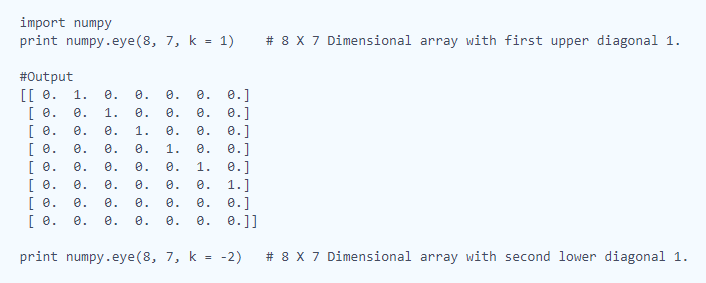 import numpy
print numpy.eye(8, 7, k = 1)    # 8 X 7 Dimensional array with first upper diagonal 1.

#Output
[[ 0.  1.  0.  0.  0.  0.  0.]
 [ 0.  0.  1.  0.  0.  0.  0.]
 [ 0.  0.  0.  1.  0.  0.  0.]
 [ 0.  0.  0.  0.  1.  0.  0.]
 [ 0.  0.  0.  0.  0.  1.  0.]
 [ 0.  0.  0.  0.  0.  0.  1.]
 [ 0.  0.  0.  0.  0.  0.  0.]
 [ 0.  0.  0.  0.  0.  0.  0.]]

print numpy.eye(8, 7, k = -2)   # 8 X 7 Dimensional array with second lower diagonal 1.